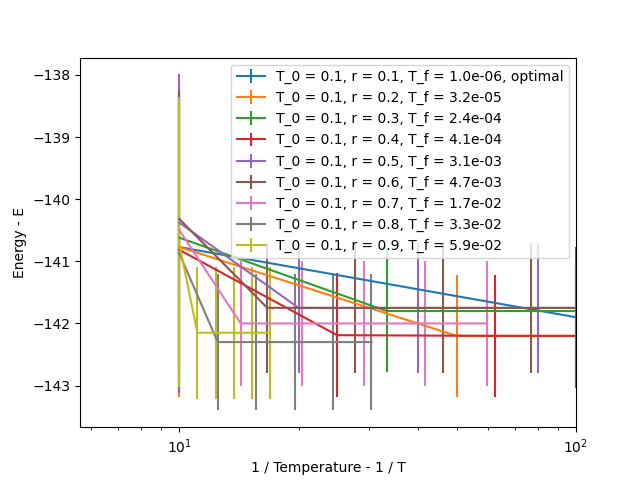 −138
−139
−140
−141
−142
−143
Energy - E
T_0 = 0.1, r = 0.1, T_f = 1.0e-06, optimal
T_0 = 0.1, r = 0.2, T_f = 3.2e-05
T_0 = 0.1, r = 0.3, T_f = 2.4e-04
T_0 = 0.1, r = 0.4, T_f = 4.1e-04
T_0 = 0.1, r = 0.5, T_f = 3.1e-03
T_0 = 0.1, r = 0.6, T_f = 4.7e-03
T_0 = 0.1, r = 0.7, T_f = 1.7e-02
T_0 = 0.1, r = 0.8, T_f = 3.3e-02
T_0 = 0.1, r = 0.9, T_f = 5.9e-02
10¹ 10²
1 / Temperature - 1 / T